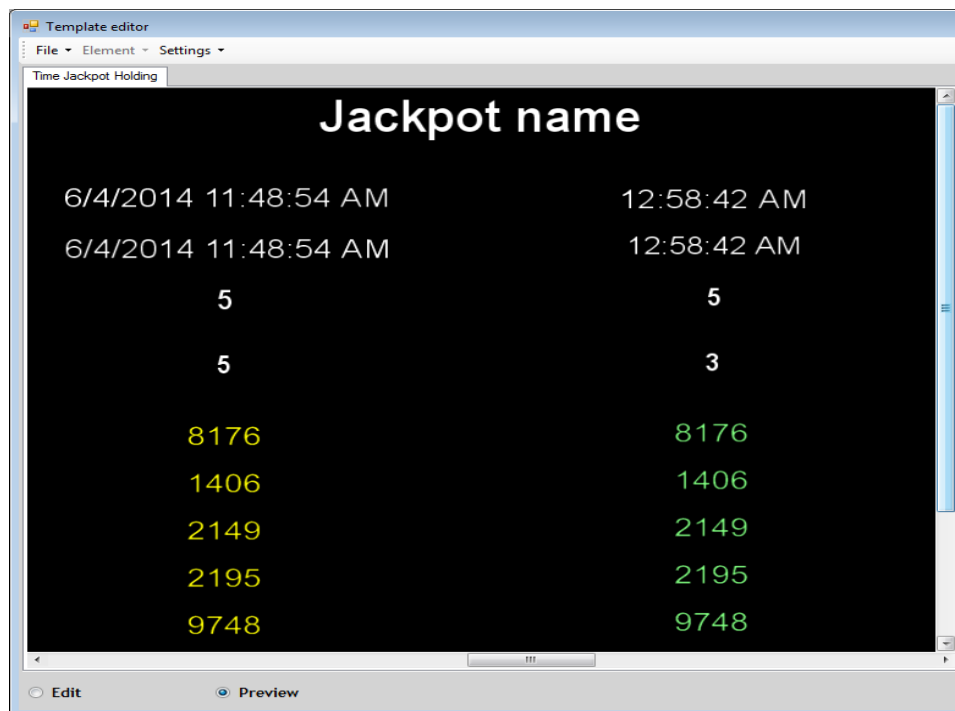 Template editor
File Element Settings
Time Jackpot Holding
Jackpot name
6/4/2014 11:48:54 AM 12:58:42 AM
6/4/2014 11:48:54 AM 12:58:42 AM
5 5
5 3
8176 8176
1406 1406
2149 2149
2195 2195
9748 9748
Edit Preview